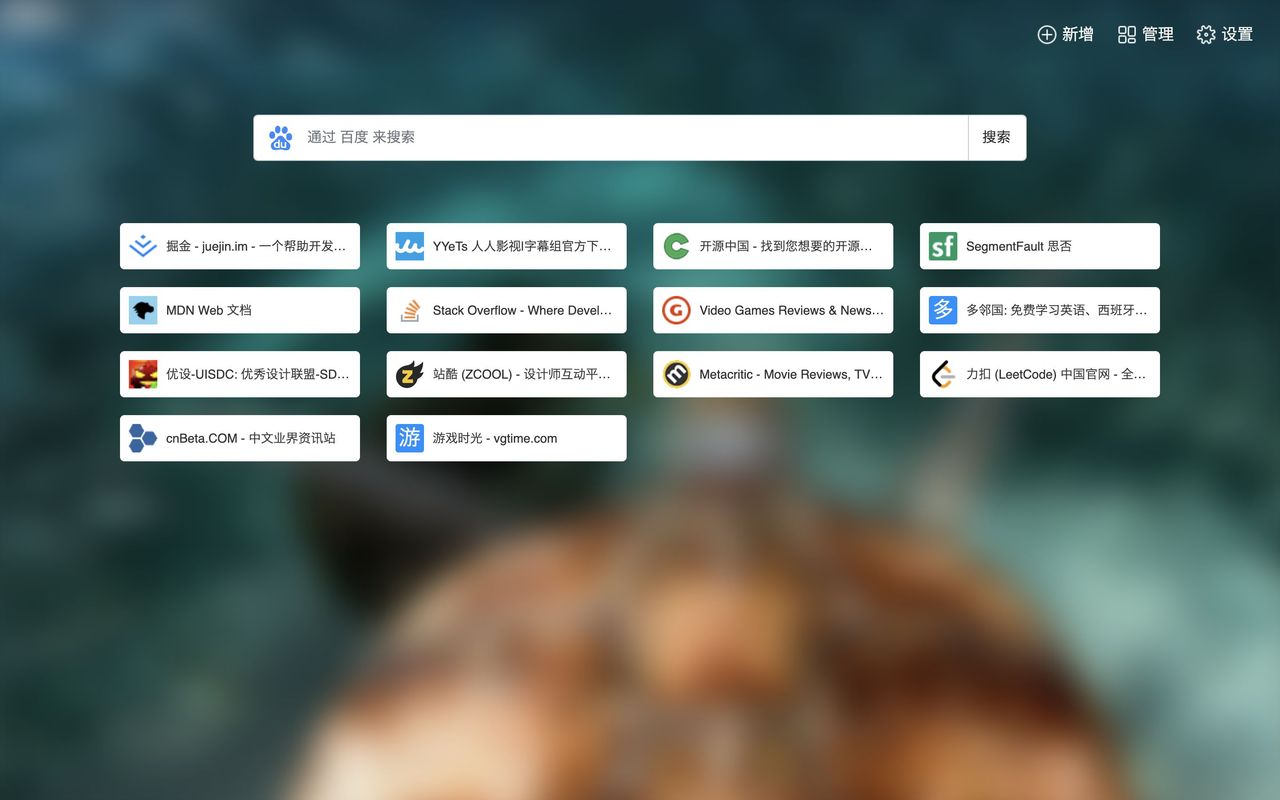 新增 管理 设置
du 通过 百度 来搜索 搜索
掘金 - juejin.im - 一个帮助开发...
YYeTs 人人影视|字幕组官方下...
开源中国 - 找到您想要的开源...
sf SegmentFault 思否
MDN Web 文档
Stack Overflow - Where Devel...
G Video Games Reviews & News...
多 多邻国: 免费学习英语、西班牙...
优设-UISDC: 优秀设计联盟-SD...
Z 站酷 (ZCOOL) - 设计师互动平...
m Metacritic - Movie Reviews, TV...
力扣 (LeetCode) 中国官网 - 全...
cnBeta.COM - 中文业界资讯站
游 游戏时光 - vgtime.com